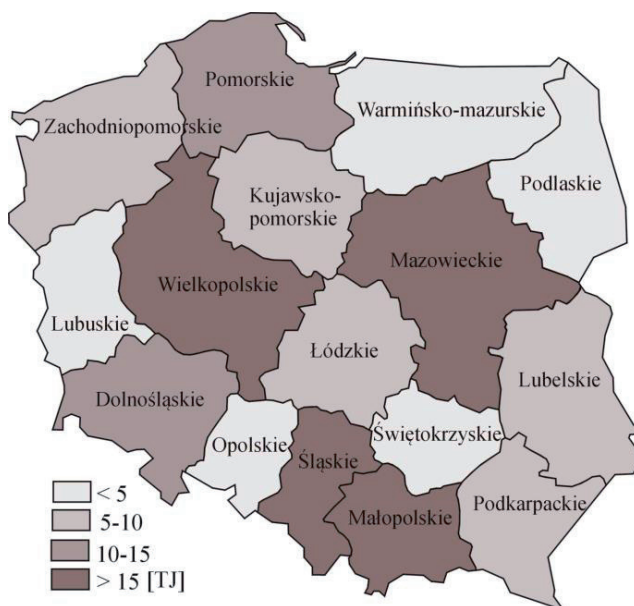 Pomorskie
Warmińsko-mazurskie
Zachodniopomorskie
Podlaskie
Kujawsko-
pomorskie
Mazowieckie
Wielkopolskie
Lubuskie
Łódzkie
Lubelskie
Dolnośląskie
Opolskie
Świętokrzyskie
Śląskie
Podkarpackie
Małopolskie
< 5
5-10
10-15
> 15 [TJ]